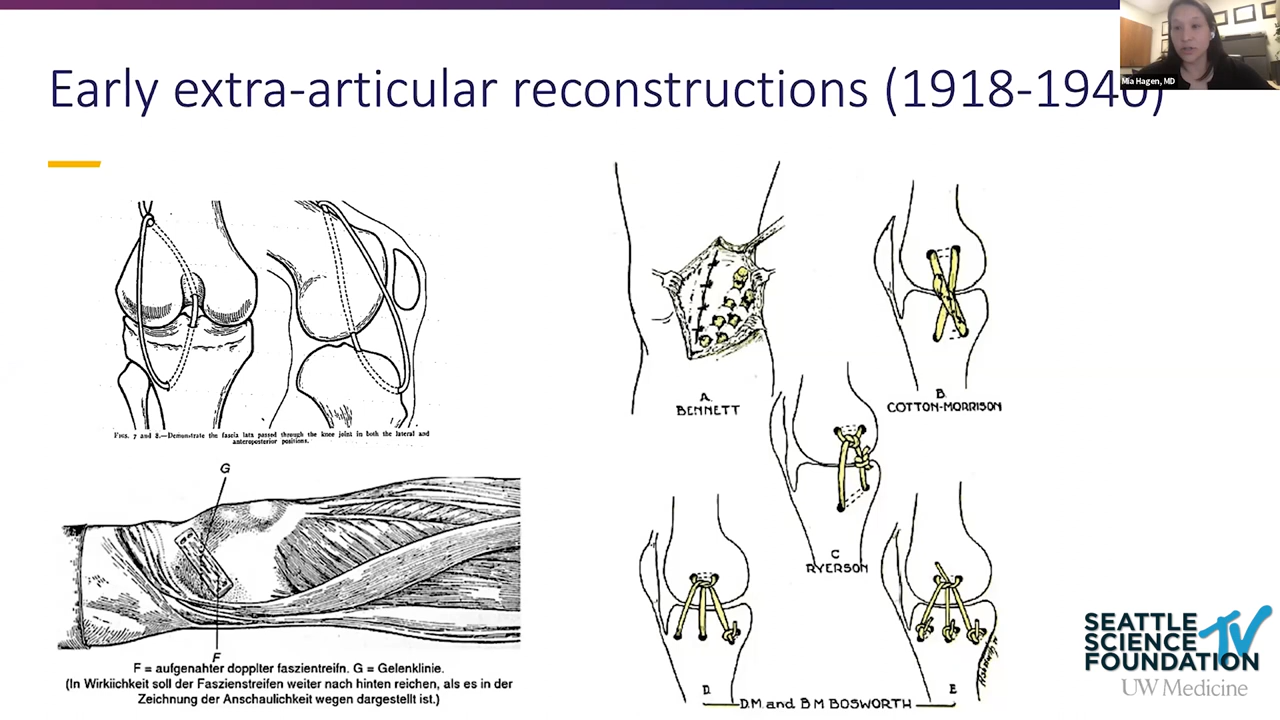 Early extra-articular reconstructions (1918-1940)
Mia Hagen, MD
FIGS. 7 and 8.—Demonstrate the fascia lata passed through the knee joint in both the lateral and
anteroposterior positions.
G
F
F = aufgenahter dopplter faszientreifn. G = Gelenklinie.
(In Wirkiichkeit soll der Faszienstreifen weiter nach hinten reichen, als es in der
Zeichnung der Anschaulichkeit wegen dargestellt ist.)
A.
BENNETT
B.
COTTON-MORRISON
C
RYERSON
D.
E
D.M. and B M BOSWORTH
SEATTLE
SCIENCE TV
FOUNDATION
UW Medicine